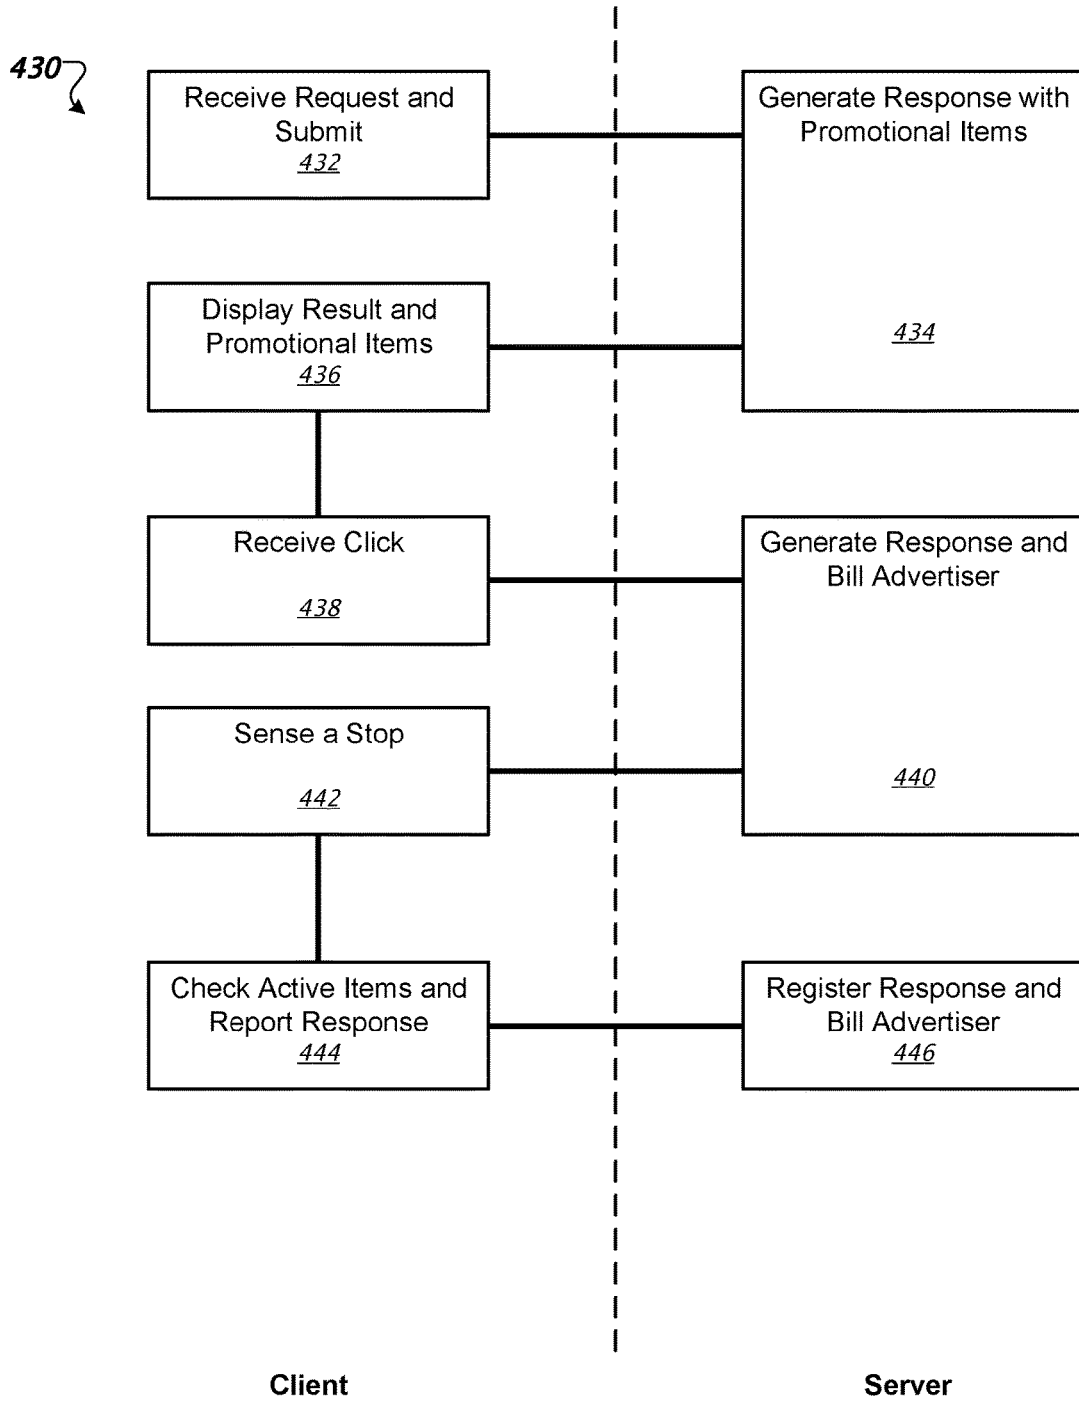 430
Receive Request and
Submit
432
Generate Response with
Promotional Items
434
Display Result and
Promotional Items
436
Receive Click
438
Generate Response and
Bill Advertiser
440
Sense a Stop
442
Check Active Items and
Report Response
444
Register Response and
Bill Advertiser
446
Client
Server